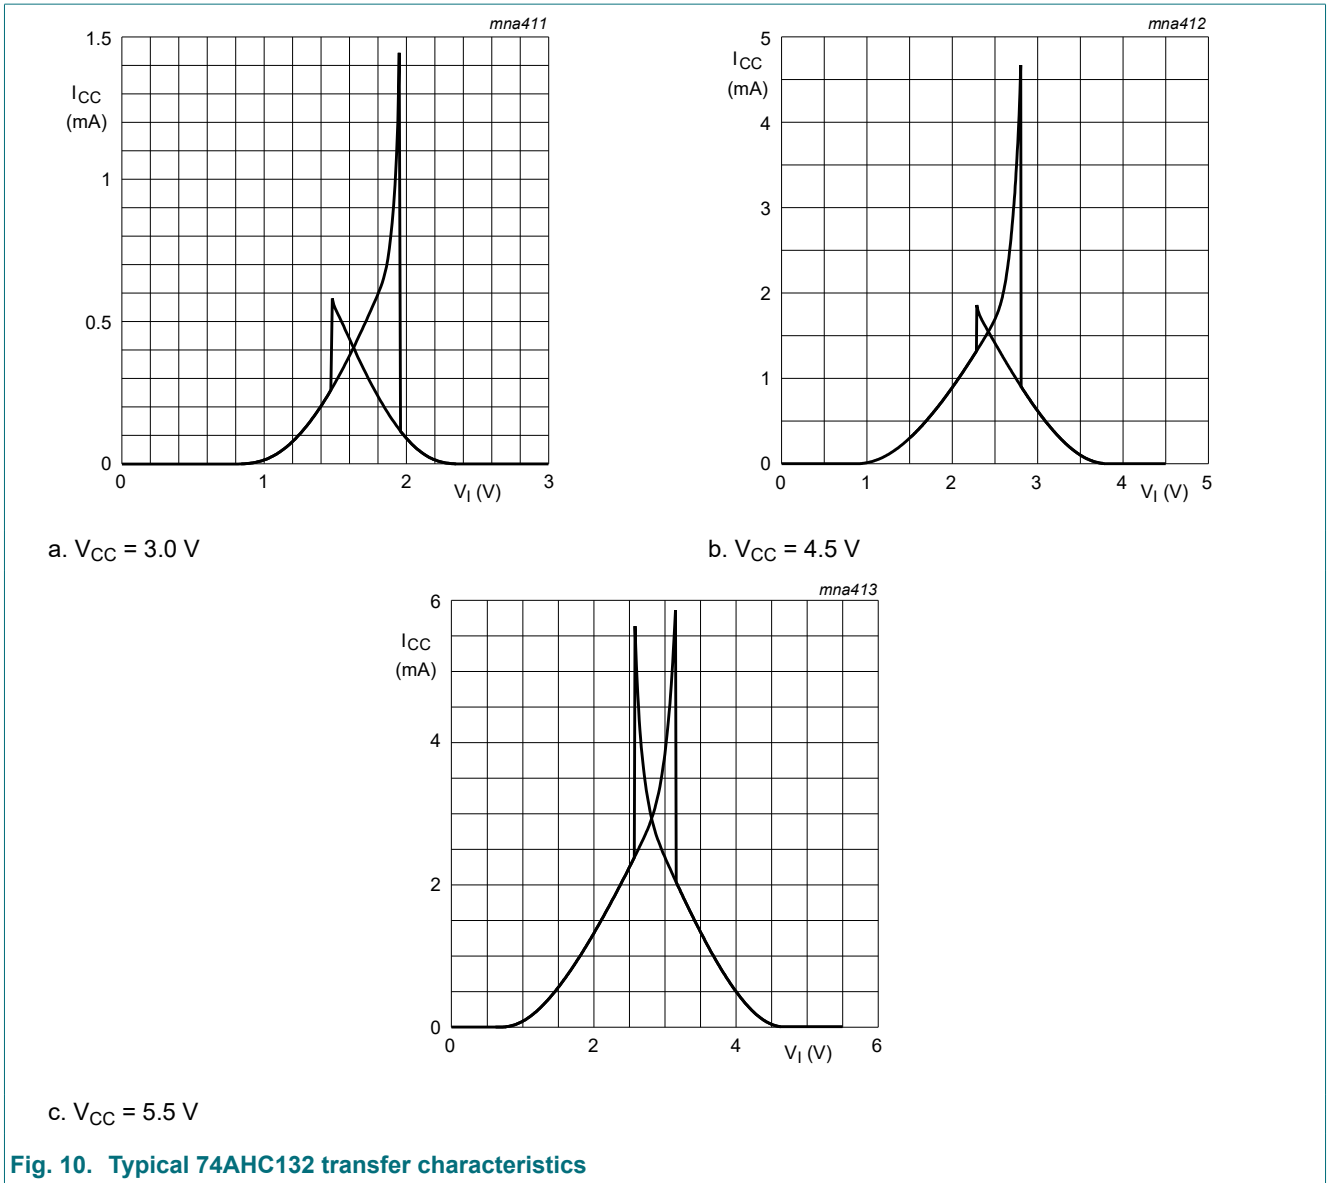 mna411
1.5
ICC
(mA)
1
0.5
0
0 1 2 3
VI (V)
a. VCC = 3.0 V
mna412
5
ICC
(mA)
4
3
2
1
0
0 1 2 3 4 5
VI (V)
b. VCC = 4.5 V
mna413
6
ICC
(mA)
4
2
0
0 2 4 6
VI (V)
c. VCC = 5.5 V
Fig. 10. Typical 74AHC132 transfer characteristics